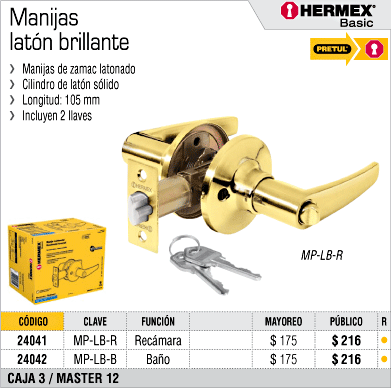 Manijas
latón brillante
HERMEX
Basic
PRETUL
› Manijas de zamac latonado
› Cilindro de latón sólido
› Longitud: 105 mm
› Incluyen 2 llaves
HERMEX
MP-LB-R
CÓDIGO CLAVE FUNCIÓN MAYOREO PÚBLICO R
24041 MP-LB-R Recámara $ 175 $ 216 •
24042 MP-LB-B Baño $ 175 $ 216 •
CAJA 3 / MASTER 12